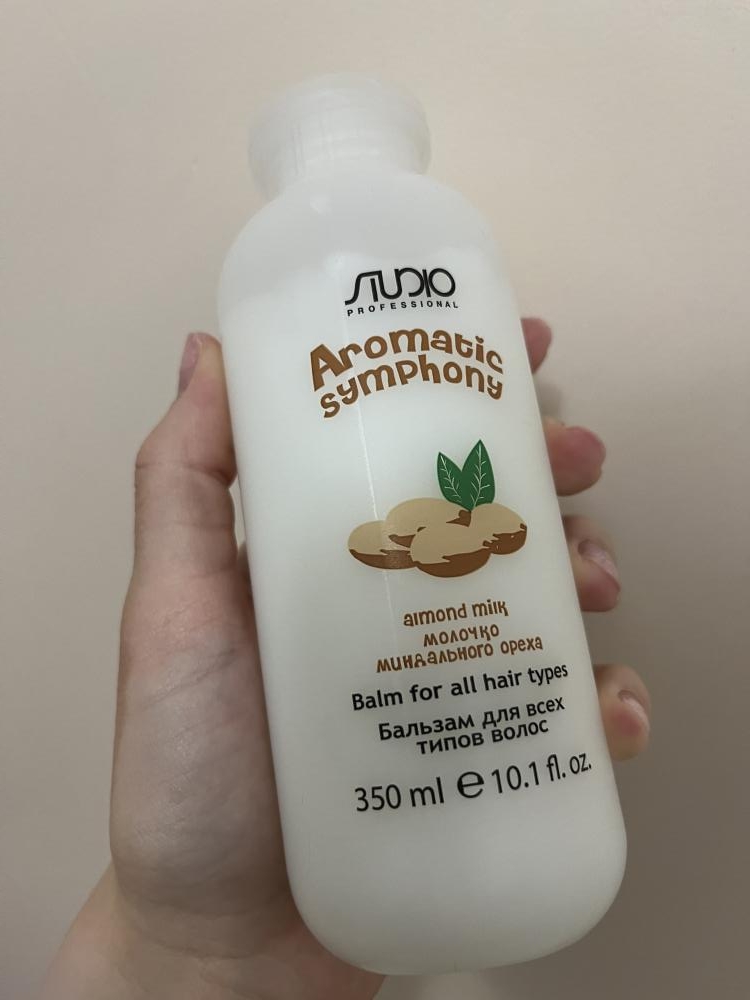 STUDIO
PROFESSIONAL
Aromatic
symphony
almond milk
молочко
миндального ореха
Balm for all hair types
Бальзам для всех
типов волос
350 ml ℮ 10.1 fl. oz.